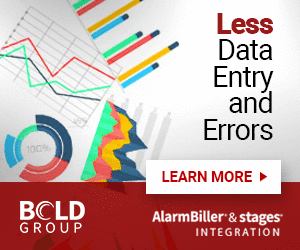 Less
Data
Entry
and
Errors
LEARN MORE
BOLD
GROUP
AlarmBiller® & stages®
INTEGRATION